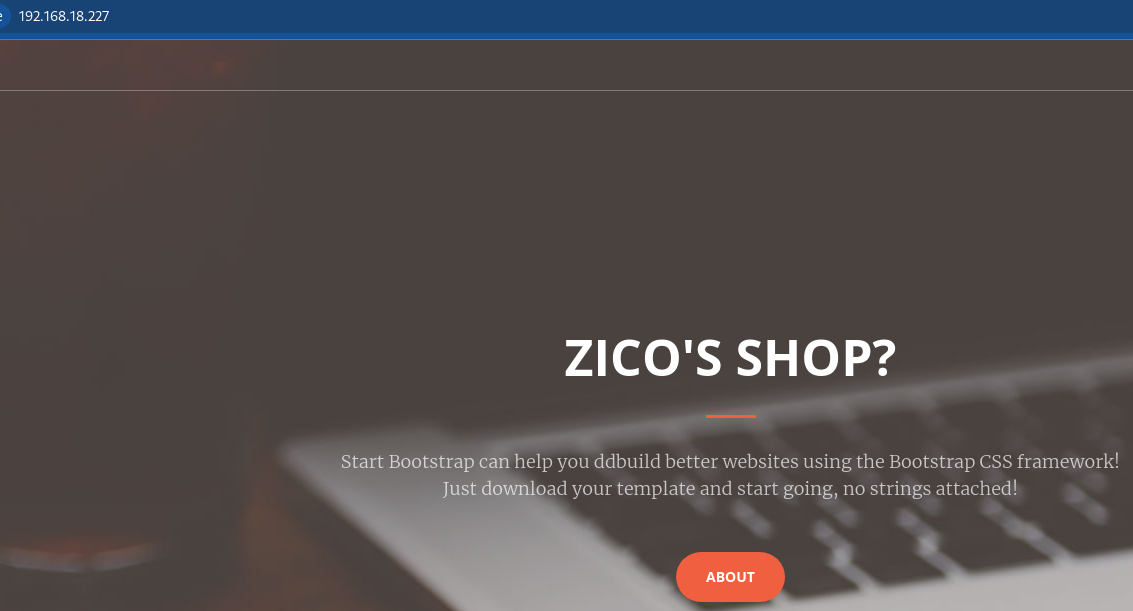 192.168.18.227
ZICO'S SHOP?
Start Bootstrap can help you ddbuild better websites using the Bootstrap CSS framework!
Just download your template and start going, no strings attached!
ABOUT